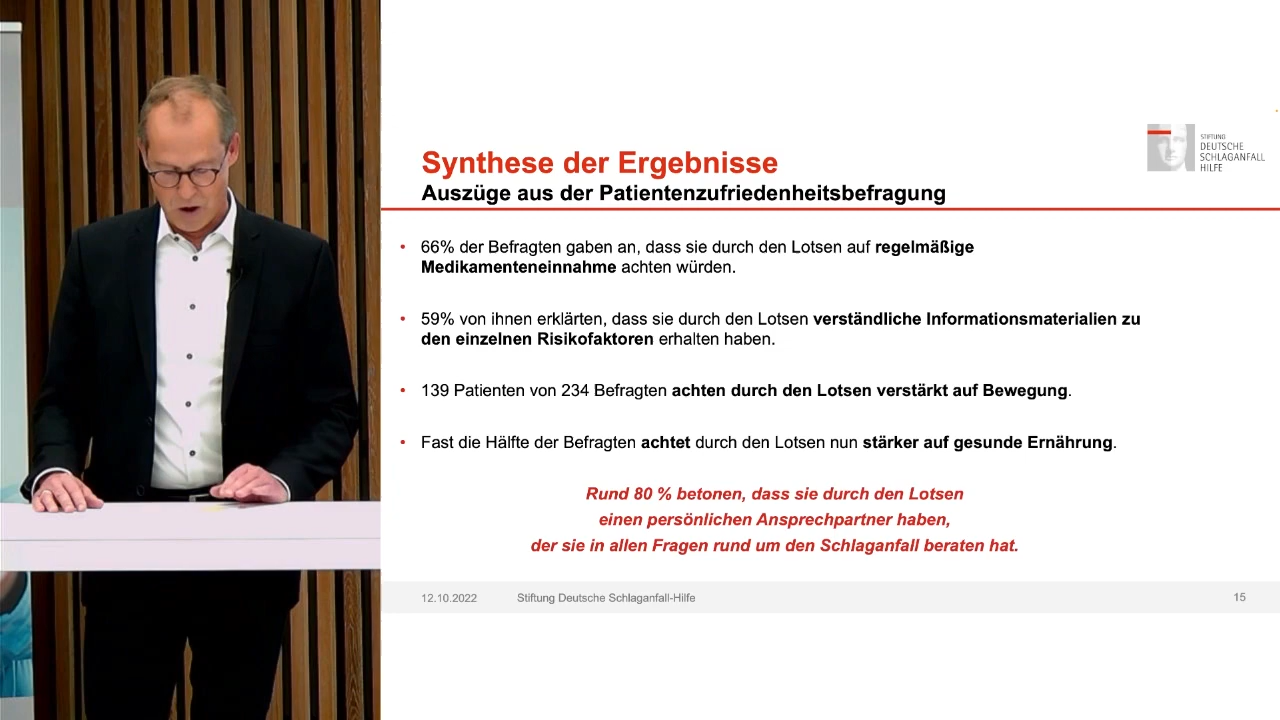 STIFTUNG
DEUTSCHE
SCHLAGANFALL
HILFE
Synthese der Ergebnisse
Auszüge aus der Patientenzufriedenheitsbefragung
• 66% der Befragten gaben an, dass sie durch den Lotsen auf regelmäßige
Medikamenteneinnahme achten würden.
• 59% von ihnen erklärten, dass sie durch den Lotsen verständliche Informationsmaterialien zu
den einzelnen Risikofaktoren erhalten haben.
• 139 Patienten von 234 Befragten achten durch den Lotsen verstärkt auf Bewegung.
• Fast die Hälfte der Befragten achtet durch den Lotsen nun stärker auf gesunde Ernährung.
Rund 80 % betonen, dass sie durch den Lotsen
einen persönlichen Ansprechpartner haben,
der sie in allen Fragen rund um den Schlaganfall beraten hat.
12.10.2022 Stiftung Deutsche Schlaganfall-Hilfe 15